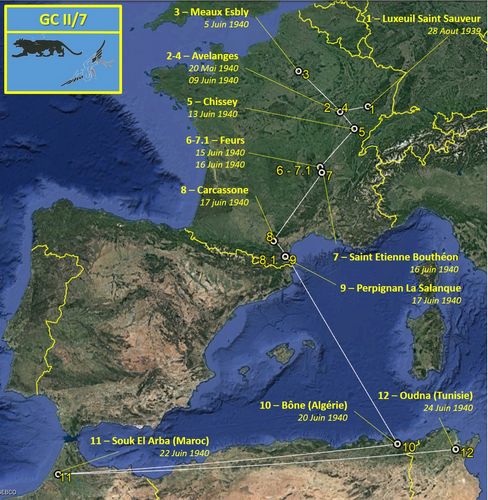 GC II/7
3 – Meaux Esbly
5 Juin 1940
1 – Luxeuil Saint Sauveur
28 Aout 1939
2-4 – Avelanges
20 Mai 1940
09 Juin 1940
3
2
4
1
5 – Chissey
13 Juin 1940
5
6-7.1 – Feurs
15 Juin 1940
16 Juin 1940
6 - 7.1
7
8 – Carcassone
17 juin 1940
8
8.1
9
7 – Saint Etienne Bouthéon
16 juin 1940
9 – Perpignan La Salanque
17 Juin 1940
12 – Oudna (Tunisie)
24 Juin 1940
10 – Bône (Algérie)
20 Juin 1940
11 – Souk El Arba (Maroc)
22 Juin 1940
10
12
11
GEBCO